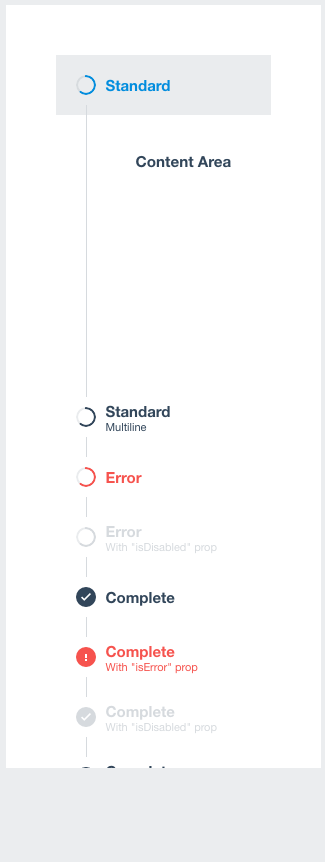 Standard
Content Area
Standard
Multiline
Error
Error
With "isDisabled" prop
Complete
Complete
With "isError" prop
Complete
With "isDisabled" prop